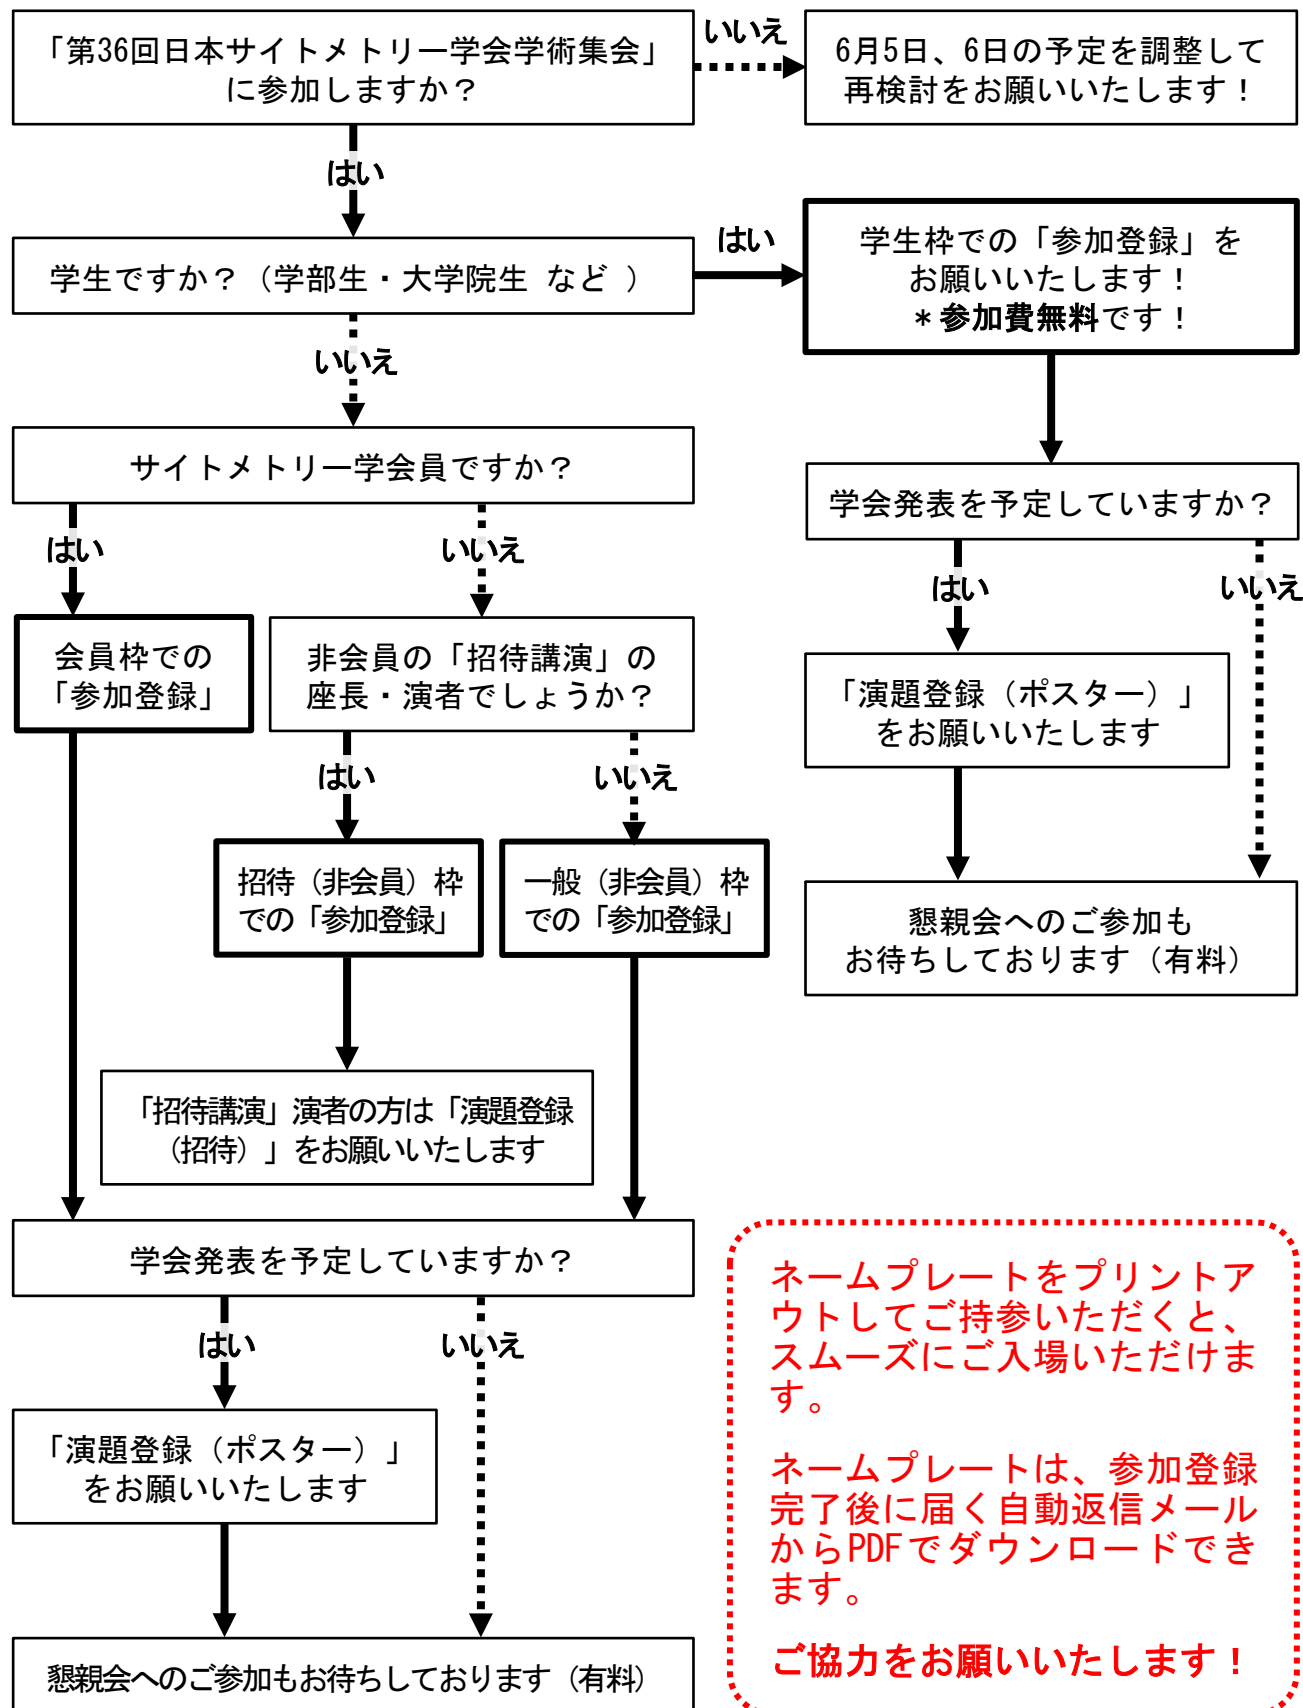 「第36回日本サイトメトリー学会学術集会」
に参加しますか？
いいえ
6月5日、6日の予定を調整して
再検討をお願いいたします！
はい
学生ですか？（学部生・大学院生 など ）
はい
学生枠での「参加登録」を
お願いいたします！
＊参加費無料です！
いいえ
サイトメトリー学会員ですか？
学会発表を予定していますか？
はい
いいえ
はい
いいえ
会員枠での
「参加登録」
非会員の「招待講演」の
座長・演者でしょうか？
「演題登録（ポスター）」
をお願いいたします
はい
いいえ
招待（非会員）枠
での「参加登録」
一般（非会員）枠
での「参加登録」
懇親会へのご参加も
お待ちしております（有料）
「招待講演」演者の方は「演題登録
（招待）」をお願いいたします
学会発表を予定していますか？
はい
いいえ
「演題登録（ポスター）」
をお願いいたします
懇親会へのご参加もお待ちしております（有料）
ネームプレートをプリントア
ウトしてご持参いただくと、
スムーズにご入場いただけま
す。
ネームプレートは、参加登録
完了後に届く自動返信メール
からPDFでダウンロードでき
ます。
ご協力をお願いいたします！